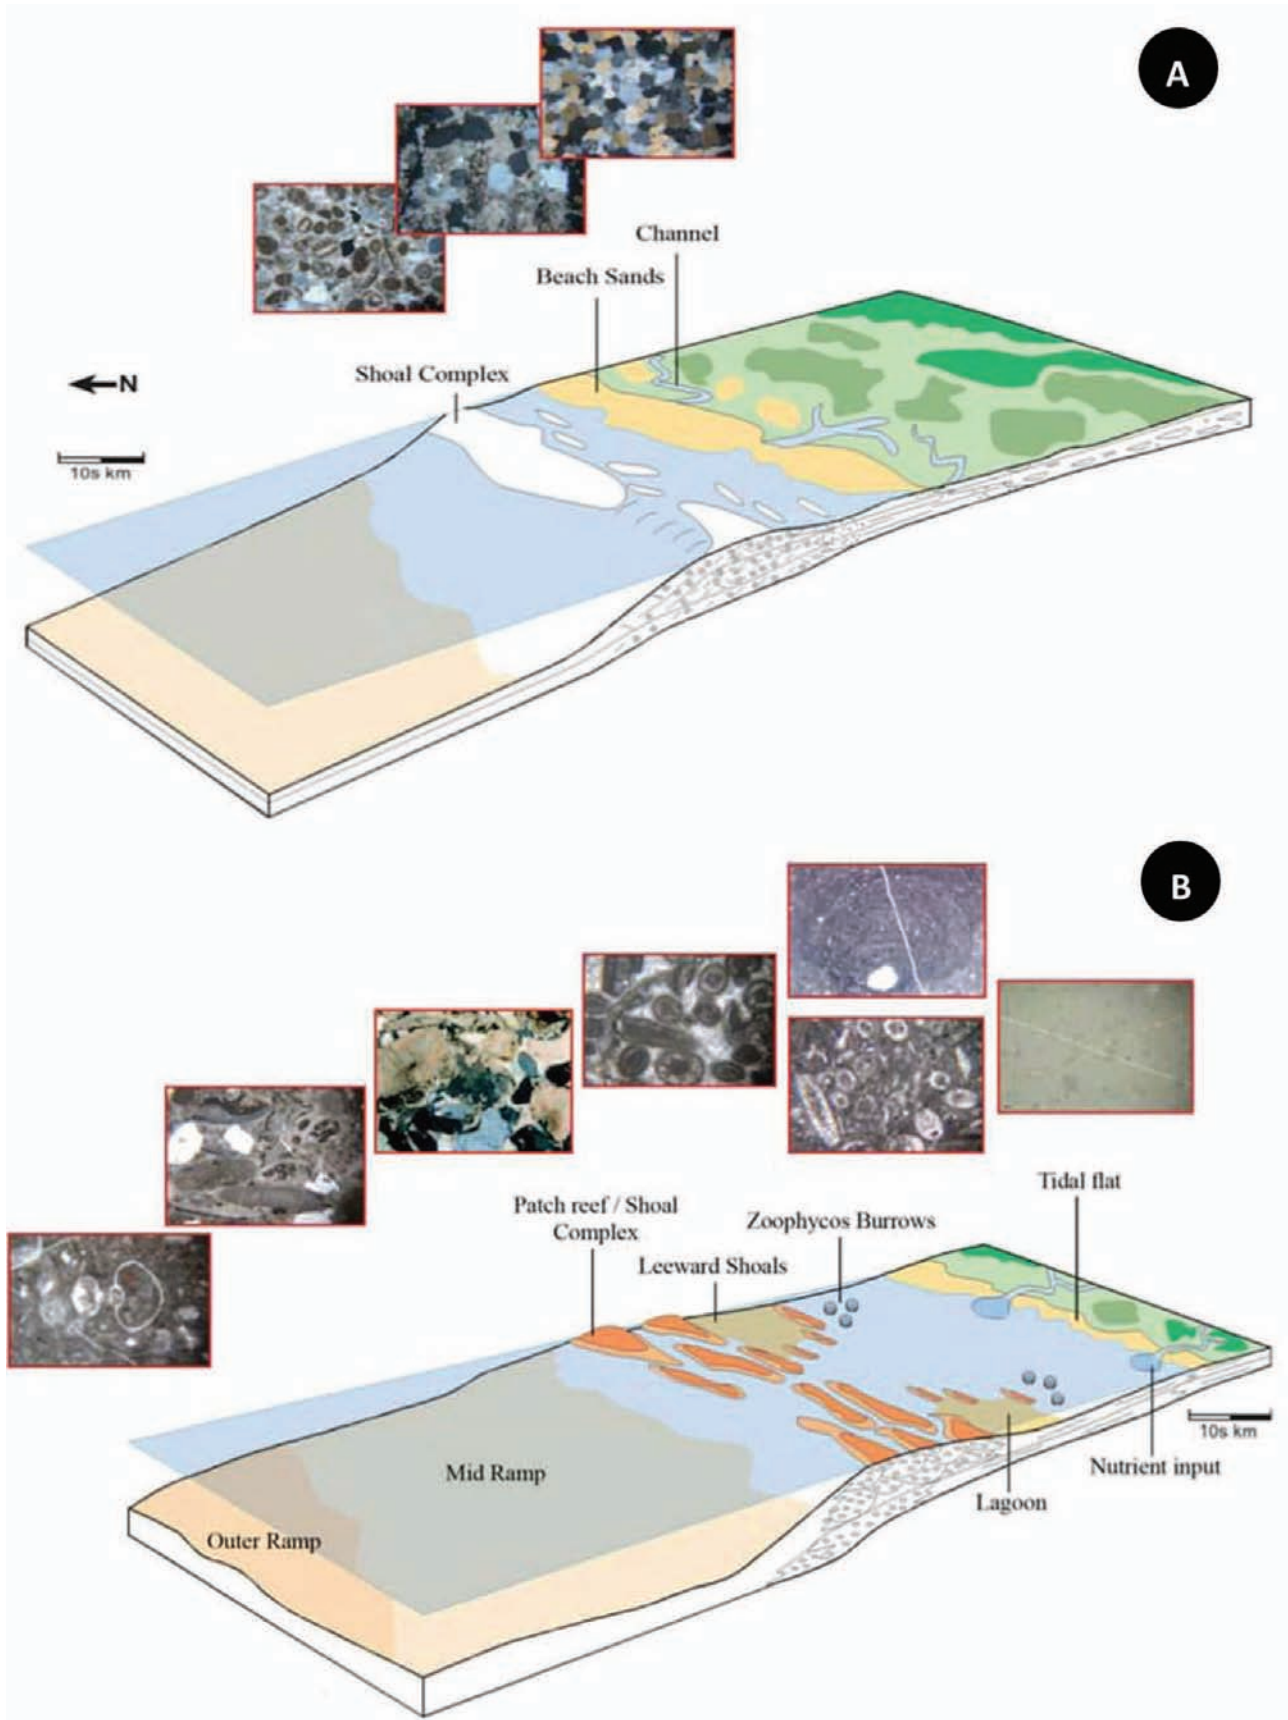 A
Channel
Beach Sands
N
Shoal Complex
10s km
B
Tidal flat
Patch reef / Shoal
Complex
Zoophycos Burrows
Leeward Shoals
10s km
Mid Ramp
Nutrient input
Lagoon
Outer Ramp